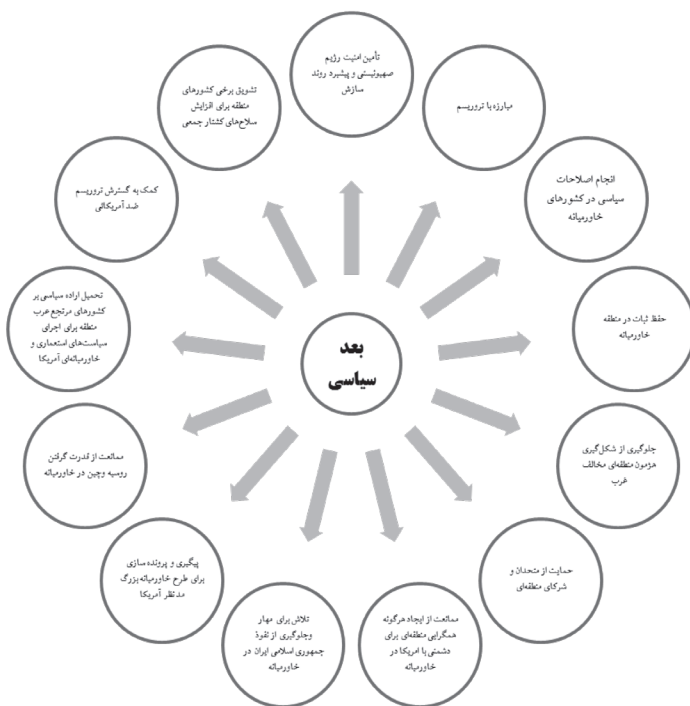 تأمین امنیت رژیم
صهیونیستی و پیشبرد روند
سازش
مبارزه با تروریسم
انجام اصلاحات
سیاسی در کشورهای
خاورمیانه
حفظ ثبات در منطقه
خاورمیانه
جلوگیری از شکل‌گیری
هژمون منطقه‌ای مخالف
غرب
حمایت از متحدان و
شرکای منطقه‌ای
ممانعت از ایجاد هرگونه
همگرایی منطقه‌ای برای
دشمنی با امریکا در
خاورمیانه
تلاش برای مهار
وجلوگیری از نفوذ
جمهوری اسلامی ایران در
خاورمیانه
پیگیری و پرونده سازی
برای طرح خاورمیانه بزرگ
مدنظر آمریکا
ممانعت از قدرت گرفتن
روسیه وچین در خاورمیانه
تحمیل اراده سیاسی بر
کشورهای مرتجع عرب
منطقه برای اجرای
سیاست‌های استعماری و
خاورمیانه‌ای آمریکا
کمک به گسترش تروریسم
ضد آمریکائی
تشویق برخی کشورهای
منطقه برای افزایش
سلاح‌های کشتار جمعی
بعد
سیاسی